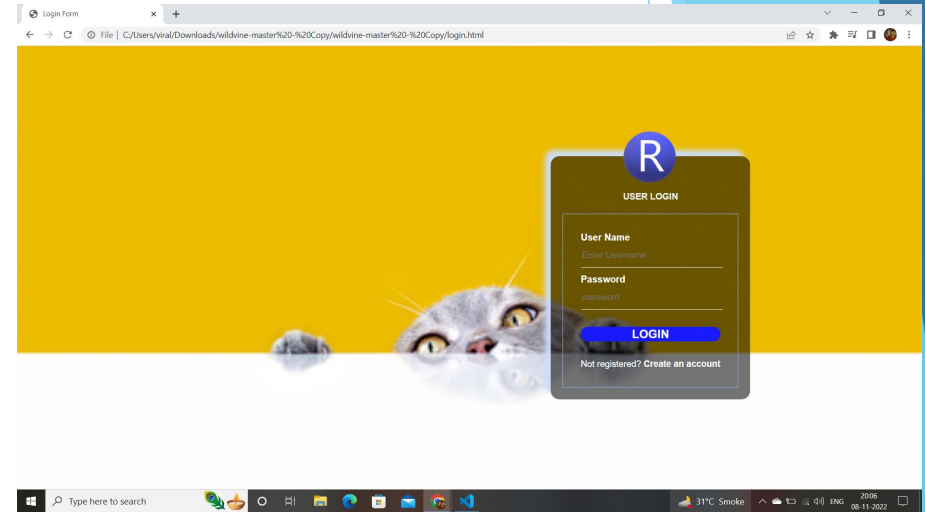 Login Form
File | C:/Users/viral/Downloads/wildvine-master%20-%20Copy/wildvine-master%20-%20Copy/login.html
R
USER LOGIN
User Name
Enter Username
Password
password
LOGIN
Not registered? Create an account
Type here to search
31°C Smoke
ENG
20:06
08-11-2022